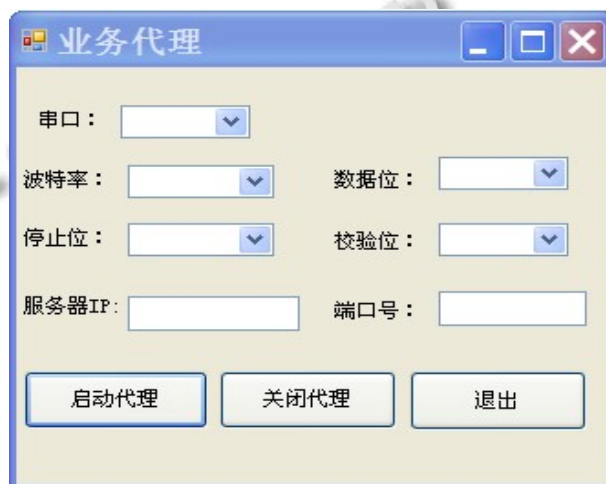 业务代理
串口：
波特率： 数据位：
停止位： 校验位：
服务器IP: 端口号：
启动代理 关闭代理 退出